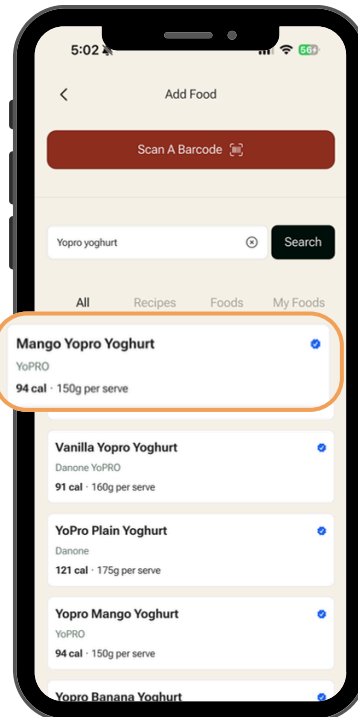 5:02
56
Add Food
Scan A Barcode
Yopro yoghurt
Search
All Recipes Foods My Foods
Mango Yopro Yoghurt
YoPRO
94 cal · 150g per serve
Vanilla Yopro Yoghurt
Danone YoPRO
91 cal · 160g per serve
YoPro Plain Yoghurt
Danone
121 cal · 175g per serve
Yopro Mango Yoghurt
YoPRO
94 cal · 150g per serve
Yopro Banana Yoghurt